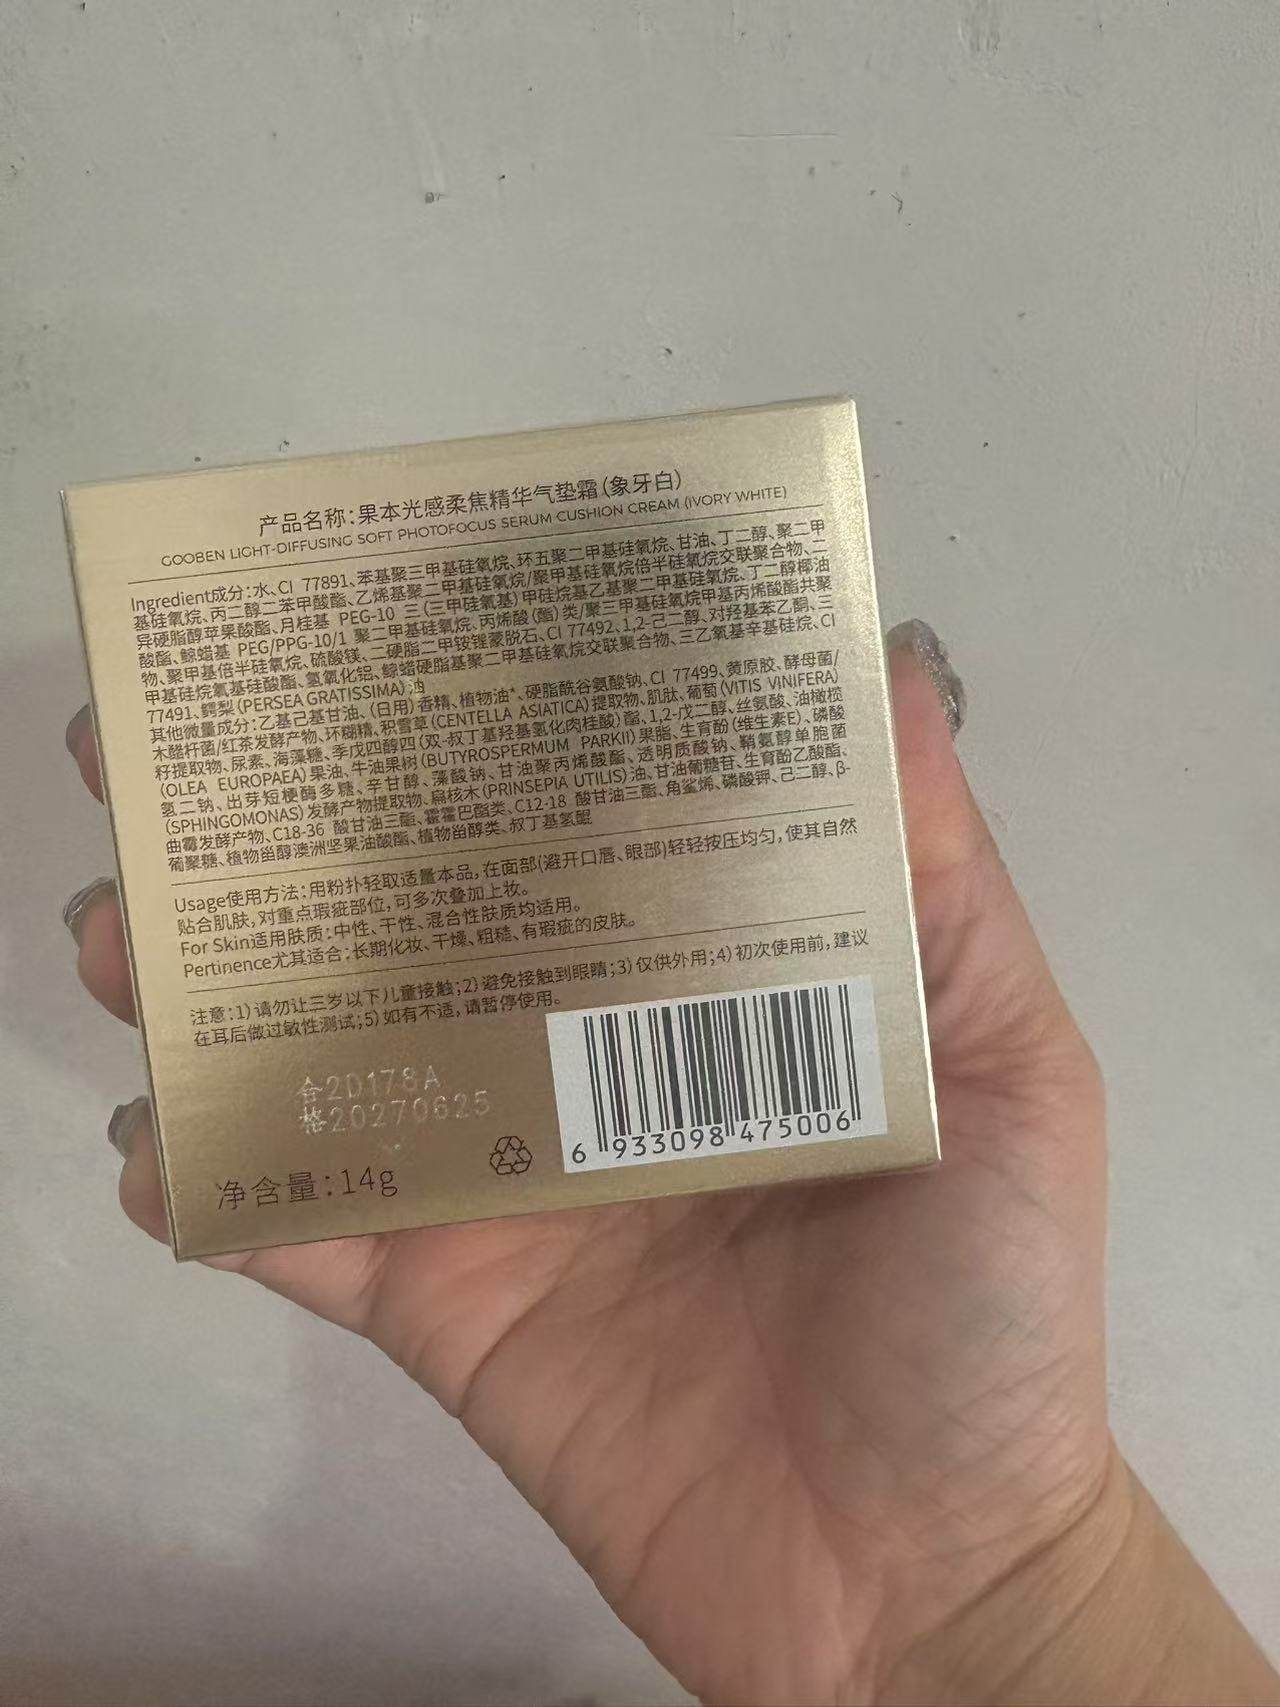 产品名称:果本光感柔焦精华气垫霜(象牙白)
GOOBEN LIGHT-DIFFUSING SOFT PHOTOFOCUS SERUM CUSHION CREAM (IVORY WHITE)
Ingredient成分:水、CI 77891、苯基聚三甲基硅氧烷、环五聚二甲基硅氧烷、甘油、丁二醇、聚二甲
基硅氧烷、丙二醇二苯甲酸酯、乙烯基聚二甲基硅氧烷/聚甲基硅氧烷倍半硅氧烷交联聚合物、二
异硬脂醇苹果酸酯、月桂基 PEG-10 三(三甲硅氧基)甲硅烷基乙基聚二甲基硅氧烷、丁二醇椰油
酸酯、鲸蜡基 PEG/PPG-10/1 聚二甲基硅氧烷、丙烯酸(酯)类/聚三甲基硅氧烷甲基丙烯酸酯共聚
物、聚甲基倍半硅氧烷、硫酸镁、二硬脂二甲铵锂蒙脱石、CI 77492、1,2-己二醇、对羟基苯乙酮、三
甲基硅烷氧基硅酸酯、氢氧化铝、鲸蜡硬脂基聚二甲基硅氧烷交联聚合物、三乙氧基辛基硅烷、CI
77491、鳄梨(PERSEA GRATISSIMA)油
其他微量成分:乙基己基甘油、(日用)香精、植物油*、硬脂酰谷氨酸钠、CI 77499、黄原胶、酵母菌/
木醋杆菌/红茶发酵产物、环糊精、积雪草(CENTELLA ASIATICA)提取物、肌肽、葡萄(VITIS VINIFERA)
籽提取物、尿素、海藻糖、季戊四醇四(双-叔丁基羟基氢化肉桂酸)酯、1,2-戊二醇、丝氨酸、油橄榄
(OLEA EUROPAEA)果油、牛油果树(BUTYROSPERMUM PARKII)果脂、生育酚(维生素E)、磷酸
氢二钠、出芽短梗酶多糖、辛甘醇、藻酸钠、甘油聚丙烯酸酯、透明质酸钠、鞘氨醇单胞菌
(SPHINGOMONAS)发酵产物提取物、扁核木(PRINSEPIA UTILIS)油、甘油葡糖苷、生育酚乙酸酯、
曲霉发酵产物、C18-36 酸甘油三酯、霍霍巴酯类、C12-18 酸甘油三酯、角鲨烯、磷酸钾、己二醇、β-
葡聚糖、植物甾醇澳洲坚果油酸酯、植物甾醇类、叔丁基氢醌
Usage使用方法:用粉扑轻取适量本品,在面部(避开口唇、眼部)轻轻按压均匀,使其自然
贴合肌肤,对重点瑕疵部位,可多次叠加上妆。
For Skin适用肤质:中性、干性、混合性肤质均适用。
Pertinence尤其适合:长期化妆、干燥、粗糙、有瑕疵的皮肤。
注意:1)请勿让三岁以下儿童接触;2)避免接触到眼睛;3)仅供外用;4)初次使用前,建议
在耳后做过敏性测试;5)如有不适,请暂停使用。
合2D178A
格20270625
净含量:14g
6 933098 475006